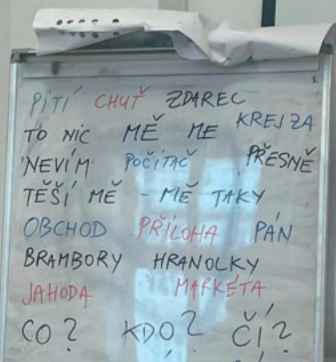 PITÍ CHUŤ ZDAREC
TO NIC MĚ ME KREJZA
NEVÍM POČÍTAČ PŘESNĚ
TĚŠÍ MĚ - MĚ TAKY
OBCHOD PŘÍLOHA PÁN
BRAMBORY HRANOLKY
JAHODA MARKÉTA
CO? KDO? ČÍ?